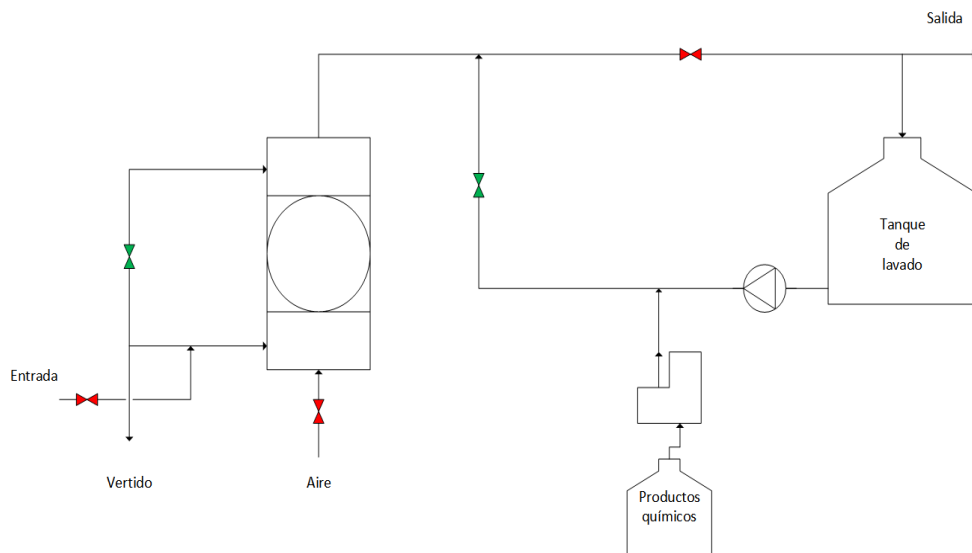 Salida
Tanque
de
lavado
Entrada
Vertido
Aire
Productos
químicos